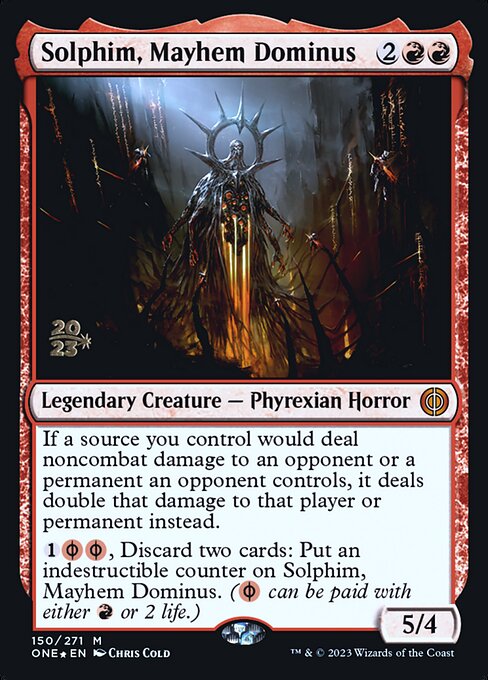 Solphim, Mayhem Dominus 2
20
23
Legendary Creature — Phyrexian Horror
If a source you control would deal
noncombat damage to an opponent or a
permanent an opponent controls, it deals
double that damage to that player or
permanent instead.
1, Discard two cards: Put an
indestructible counter on Solphim,
Mayhem Dominus. ( can be paid with
either or 2 life.)
5/4
150/271 M
ONE★EN Chris Cold
™ & © 2023 Wizards of the Coast